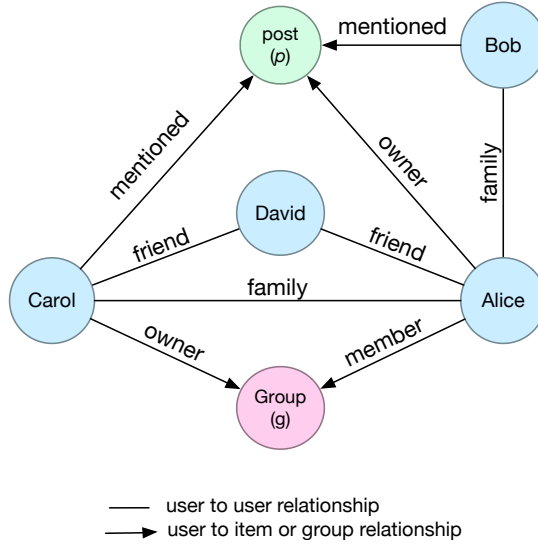 post
(p)
mentioned
Bob
mentioned
owner
family
David
friend
friend
Carol
family
Alice
owner
member
Group
(g)
user to user relationship
user to item or group relationship